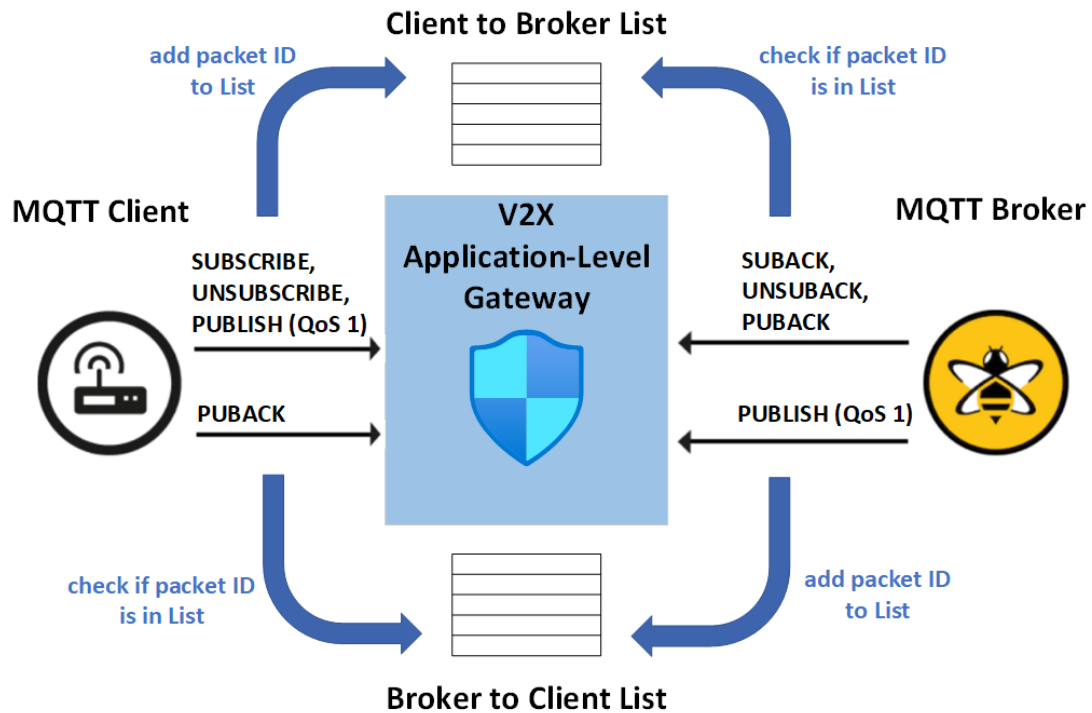 Client to Broker List
add packet ID
to List
check if packet ID
is in List
MQTT Client
V2X
Application-Level
Gateway
MQTT Broker
SUBSCRIBE,
UNSUBSCRIBE,
PUBLISH (QoS 1)
SUBACK,
UNSUBACK,
PUBACK
PUBACK
PUBLISH (QoS 1)
check if packet ID
is in List
add packet ID
to List
Broker to Client List